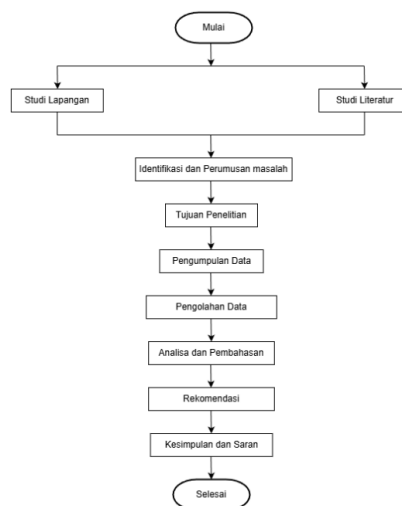 Mulai
Studi Lapangan
Studi Literatur
Identifikasi dan Perumusan masalah
Tujuan Penelitian
Pengumpulan Data
Pengolahan Data
Analisa dan Pembahasan
Rekomendasi
Kesimpulan dan Saran
Selesai